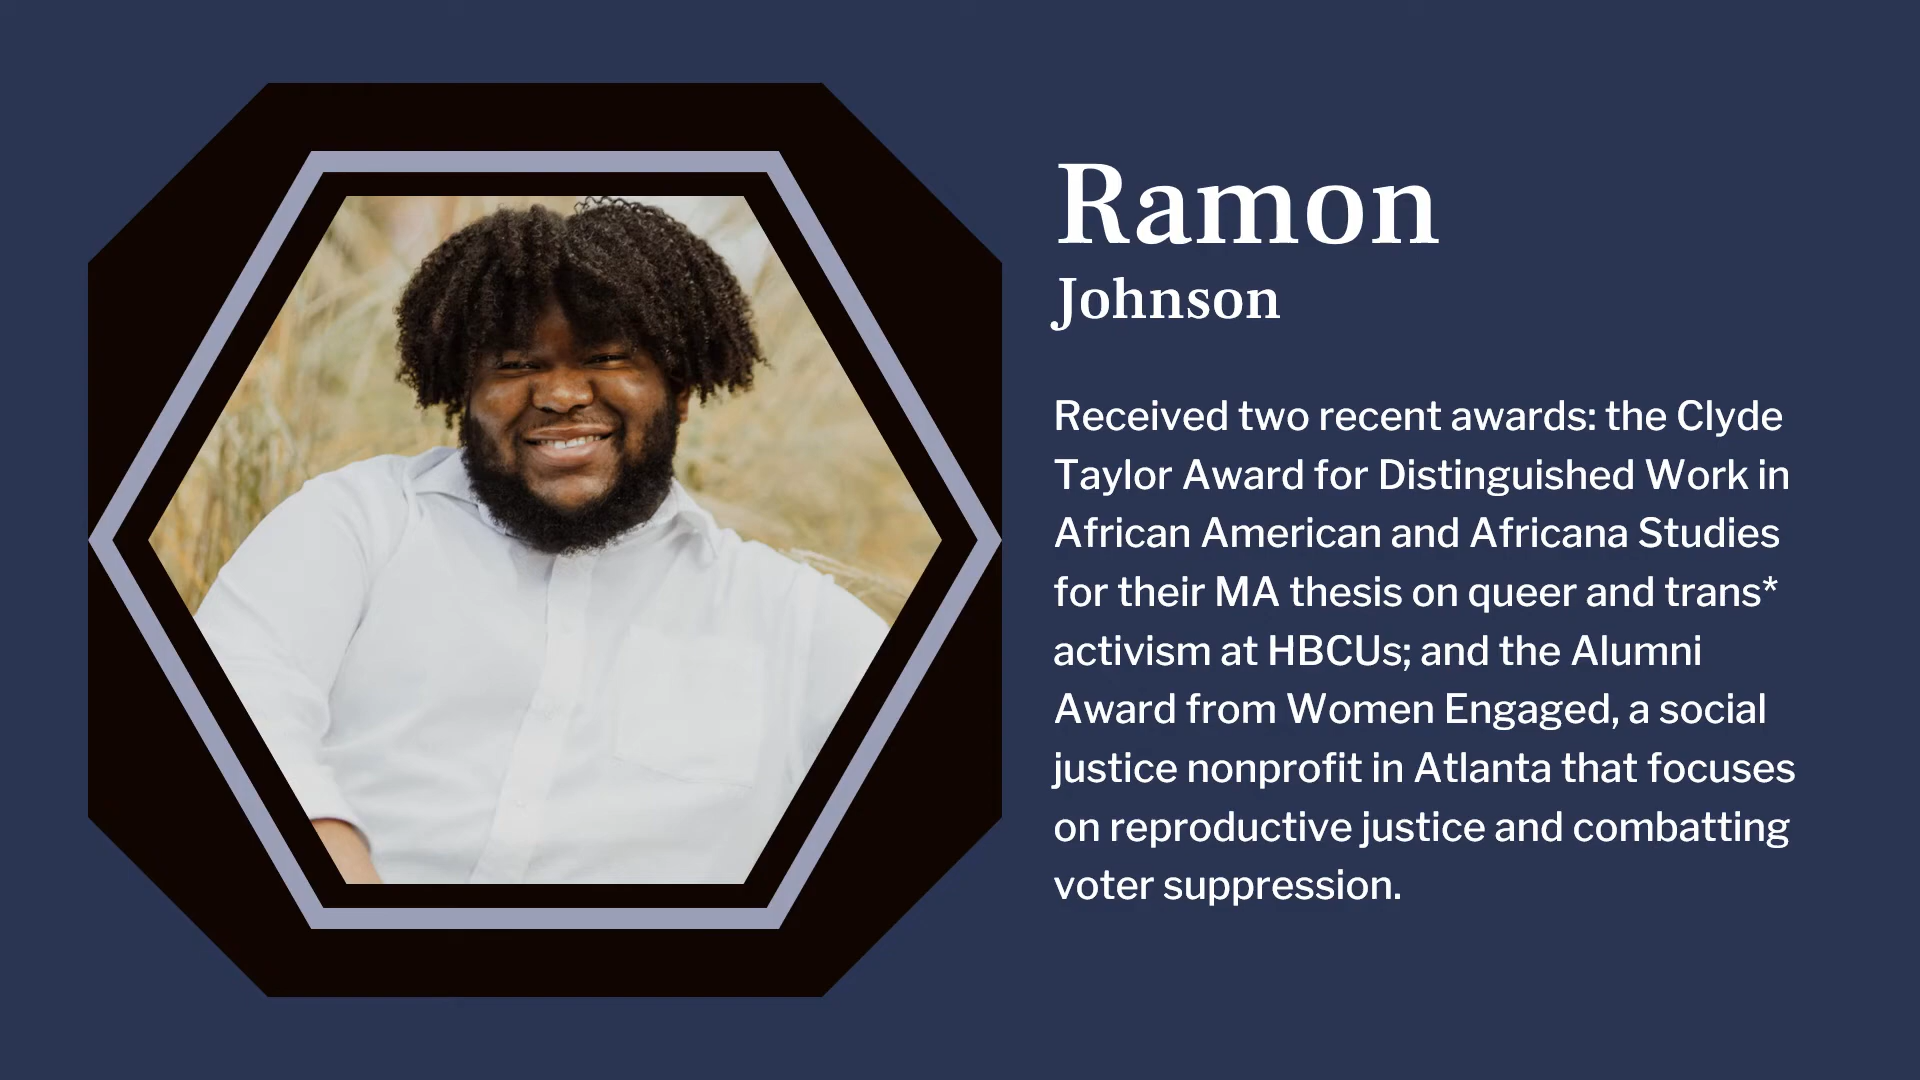 Ramon
Johnson
Received two recent awards: the Clyde
Taylor Award for Distinguished Work in
African American and Africana Studies
for their MA thesis on queer and trans*
activism at HBCUs; and the Alumni
Award from Women Engaged, a social
justice nonprofit in Atlanta that focuses
on reproductive justice and combatting
voter suppression.